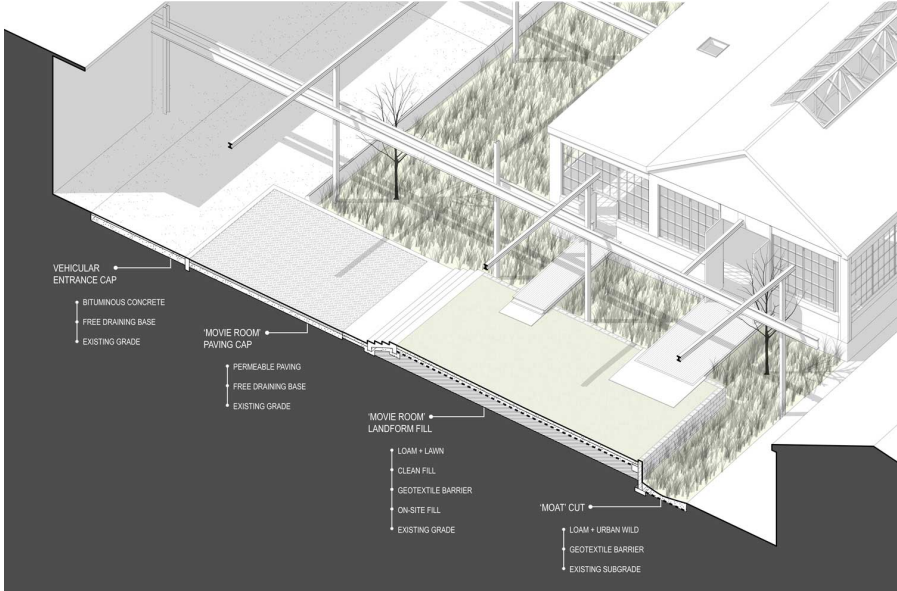 VEHICULAR
ENTRANCE CAP
BITUMINOUS CONCRETE
FREE DRAINING BASE
EXISTING GRADE
'MOVIE ROOM'
PAVING CAP
PERMEABLE PAVING
FREE DRAINING BASE
EXISTING GRADE
'MOVIE ROOM'
LANDFORM FILL
LOAM + LAWN
CLEAN FILL
GEOTEXTILE BARRIER
ON-SITE FILL
EXISTING GRADE
'MOAT' CUT
LOAM + URBAN WILD
GEOTEXTILE BARRIER
EXISTING SUBGRADE